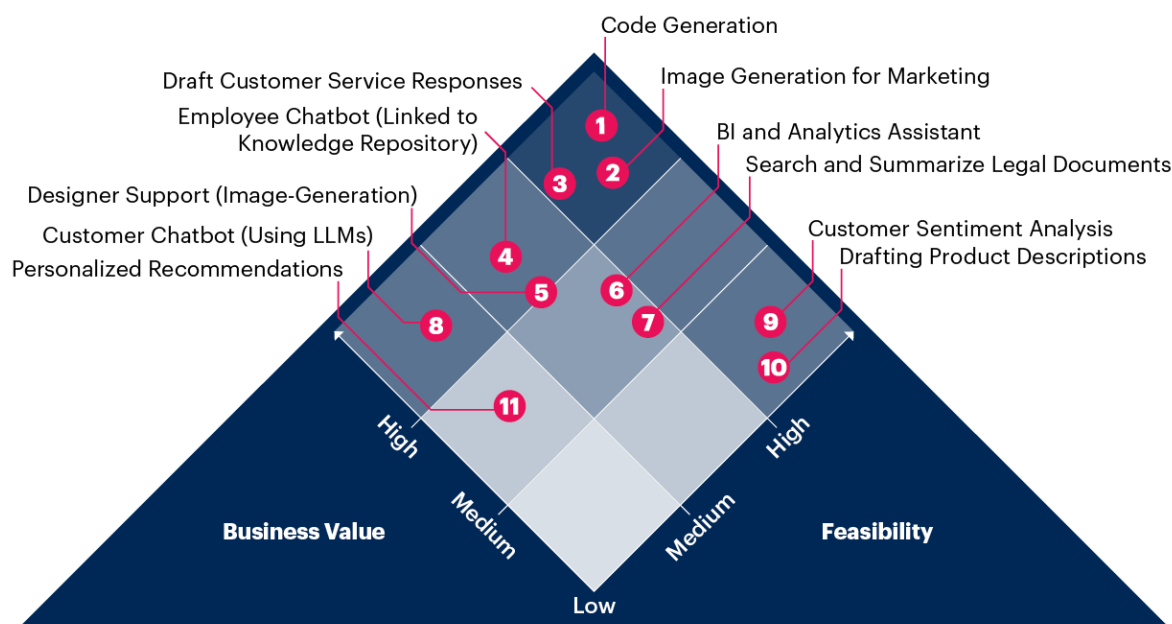 Code Generation
Draft Customer Service Responses
Image Generation for Marketing
Employee Chatbot (Linked to
Knowledge Repository)
BI and Analytics Assistant
Search and Summarize Legal Documents
Designer Support (Image-Generation)
Customer Chatbot (Using LLMs)
Personalized Recommendations
Customer Sentiment Analysis
Drafting Product Descriptions
1
2
3
4
5
6
7
8
9
10
11
High
High
Medium
Medium
Business Value
Feasibility
Low